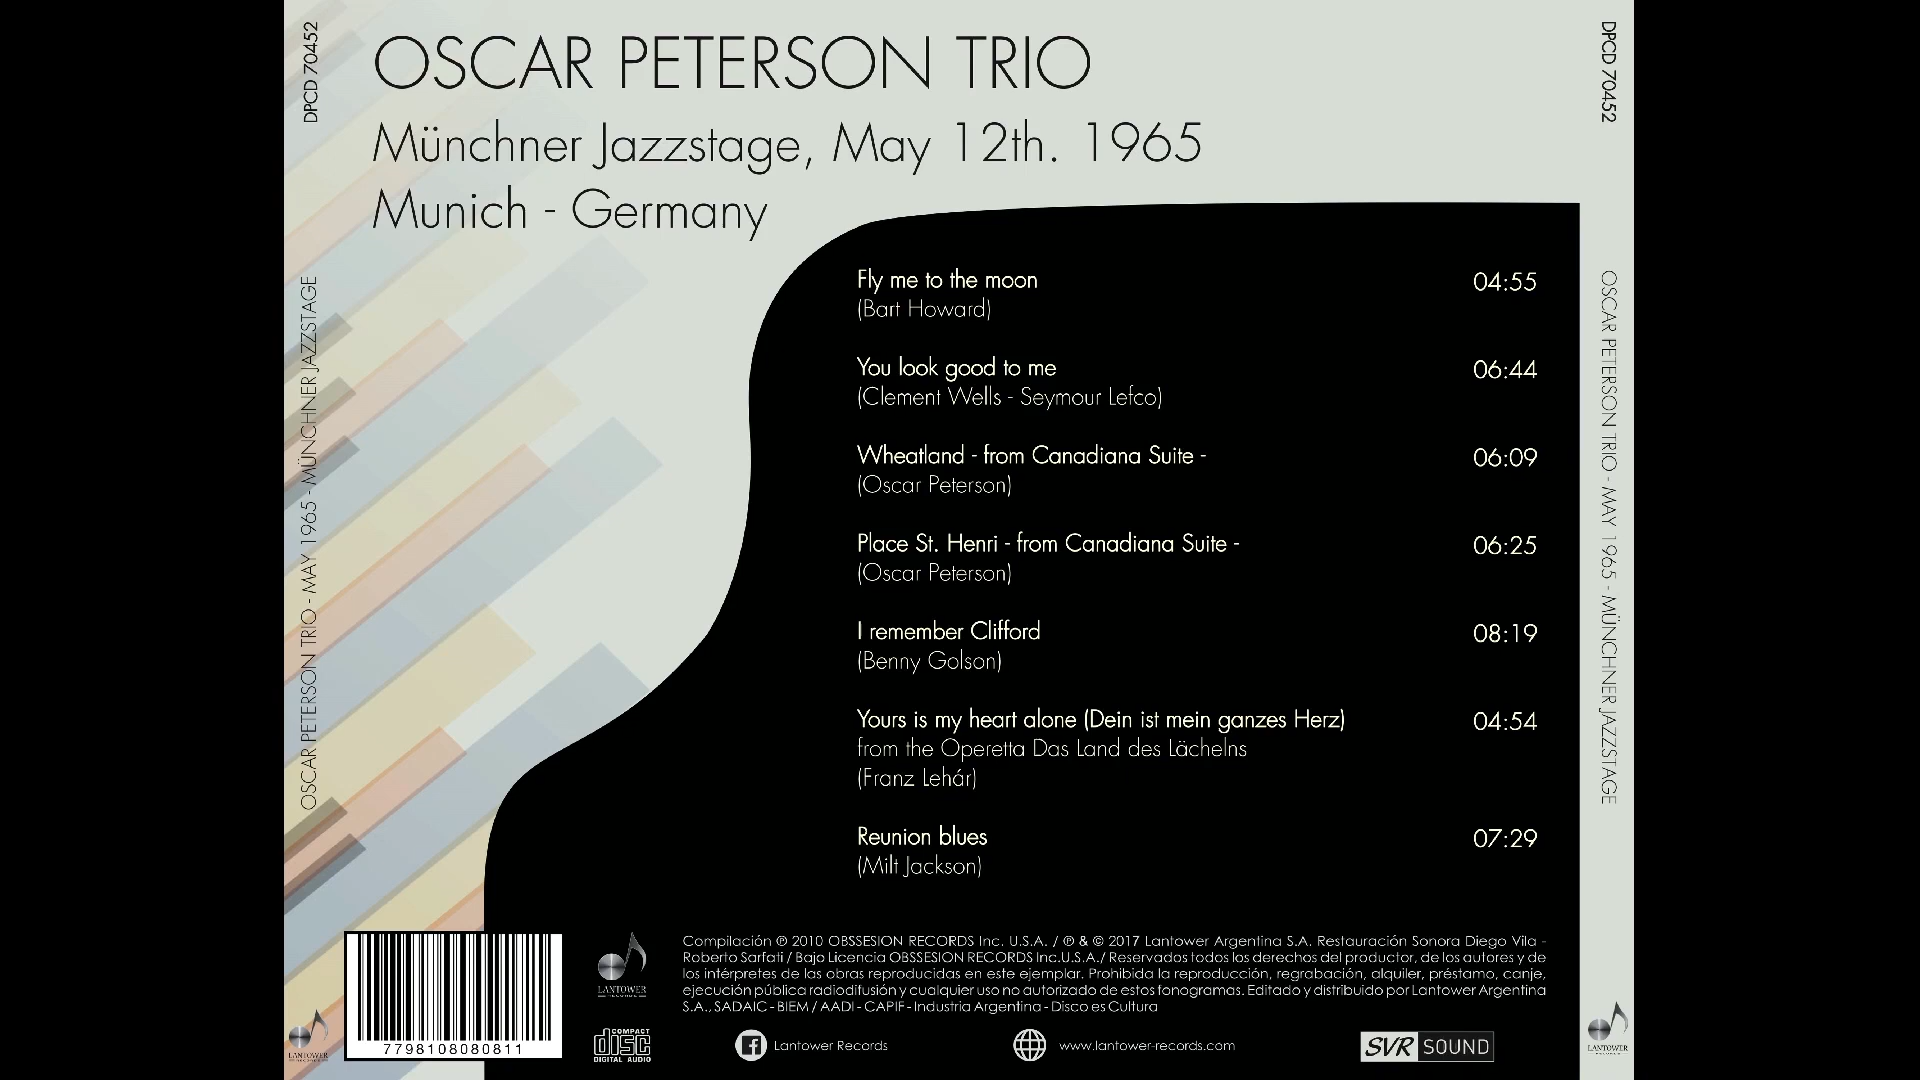 DPCD 70452
OSCAR PETERSON TRIO
Münchner Jazzstage, May 12th. 1965
Munich - Germany
DPCD 70452
OSCAR PETERSON TRIO - MAY 1965 - MÜNCHNER JAZZSTAGE
OSCAR PETERSON TRIO - MAY 1965 - MÜNCHNER JAZZSTAGE
Fly me to the moon 04:55
(Bart Howard)
You look good to me 06:44
(Clement Wells - Seymour Lefco)
Wheatland - from Canadiana Suite - 06:09
(Oscar Peterson)
Place St. Henri - from Canadiana Suite - 06:25
(Oscar Peterson)
I remember Clifford 08:19
(Benny Golson)
Yours is my heart alone (Dein ist mein ganzes Herz) 04:54
from the Operetta Das Land des Lächelns
(Franz Lehár)
Reunion blues 07:29
(Milt Jackson)
Compilación ℗ 2010 OBSSESION RECORDS Inc. U.S.A. / ℗ & © 2017 Lantower Argentina S.A. Restauración Sonora Diego Vila -
Roberto Sarfati / Bajo Licencia OBSSESION RECORDS Inc.U.S.A./ Reservados todos los derechos del productor, de los autores y de
los intérpretes de las obras reproducidas en este ejemplar. Prohibida la reproducción, regrabación, alquiler, préstamo, canje,
ejecución pública radiodifusión y cualquier uso no autorizado de estos fonogramas. Editado y distribuido por Lantower Argentina
S.A., SADAIC - BIEM / AADI - CAPIF - Industria Argentina - Disco es Cultura
LANTOWER
RECORDS
7798108080811
COMPACT
disc
DIGITAL AUDIO
Lantower Records
www.lantower-records.com
SVR SOUND
LANTOWER
LANTOWER